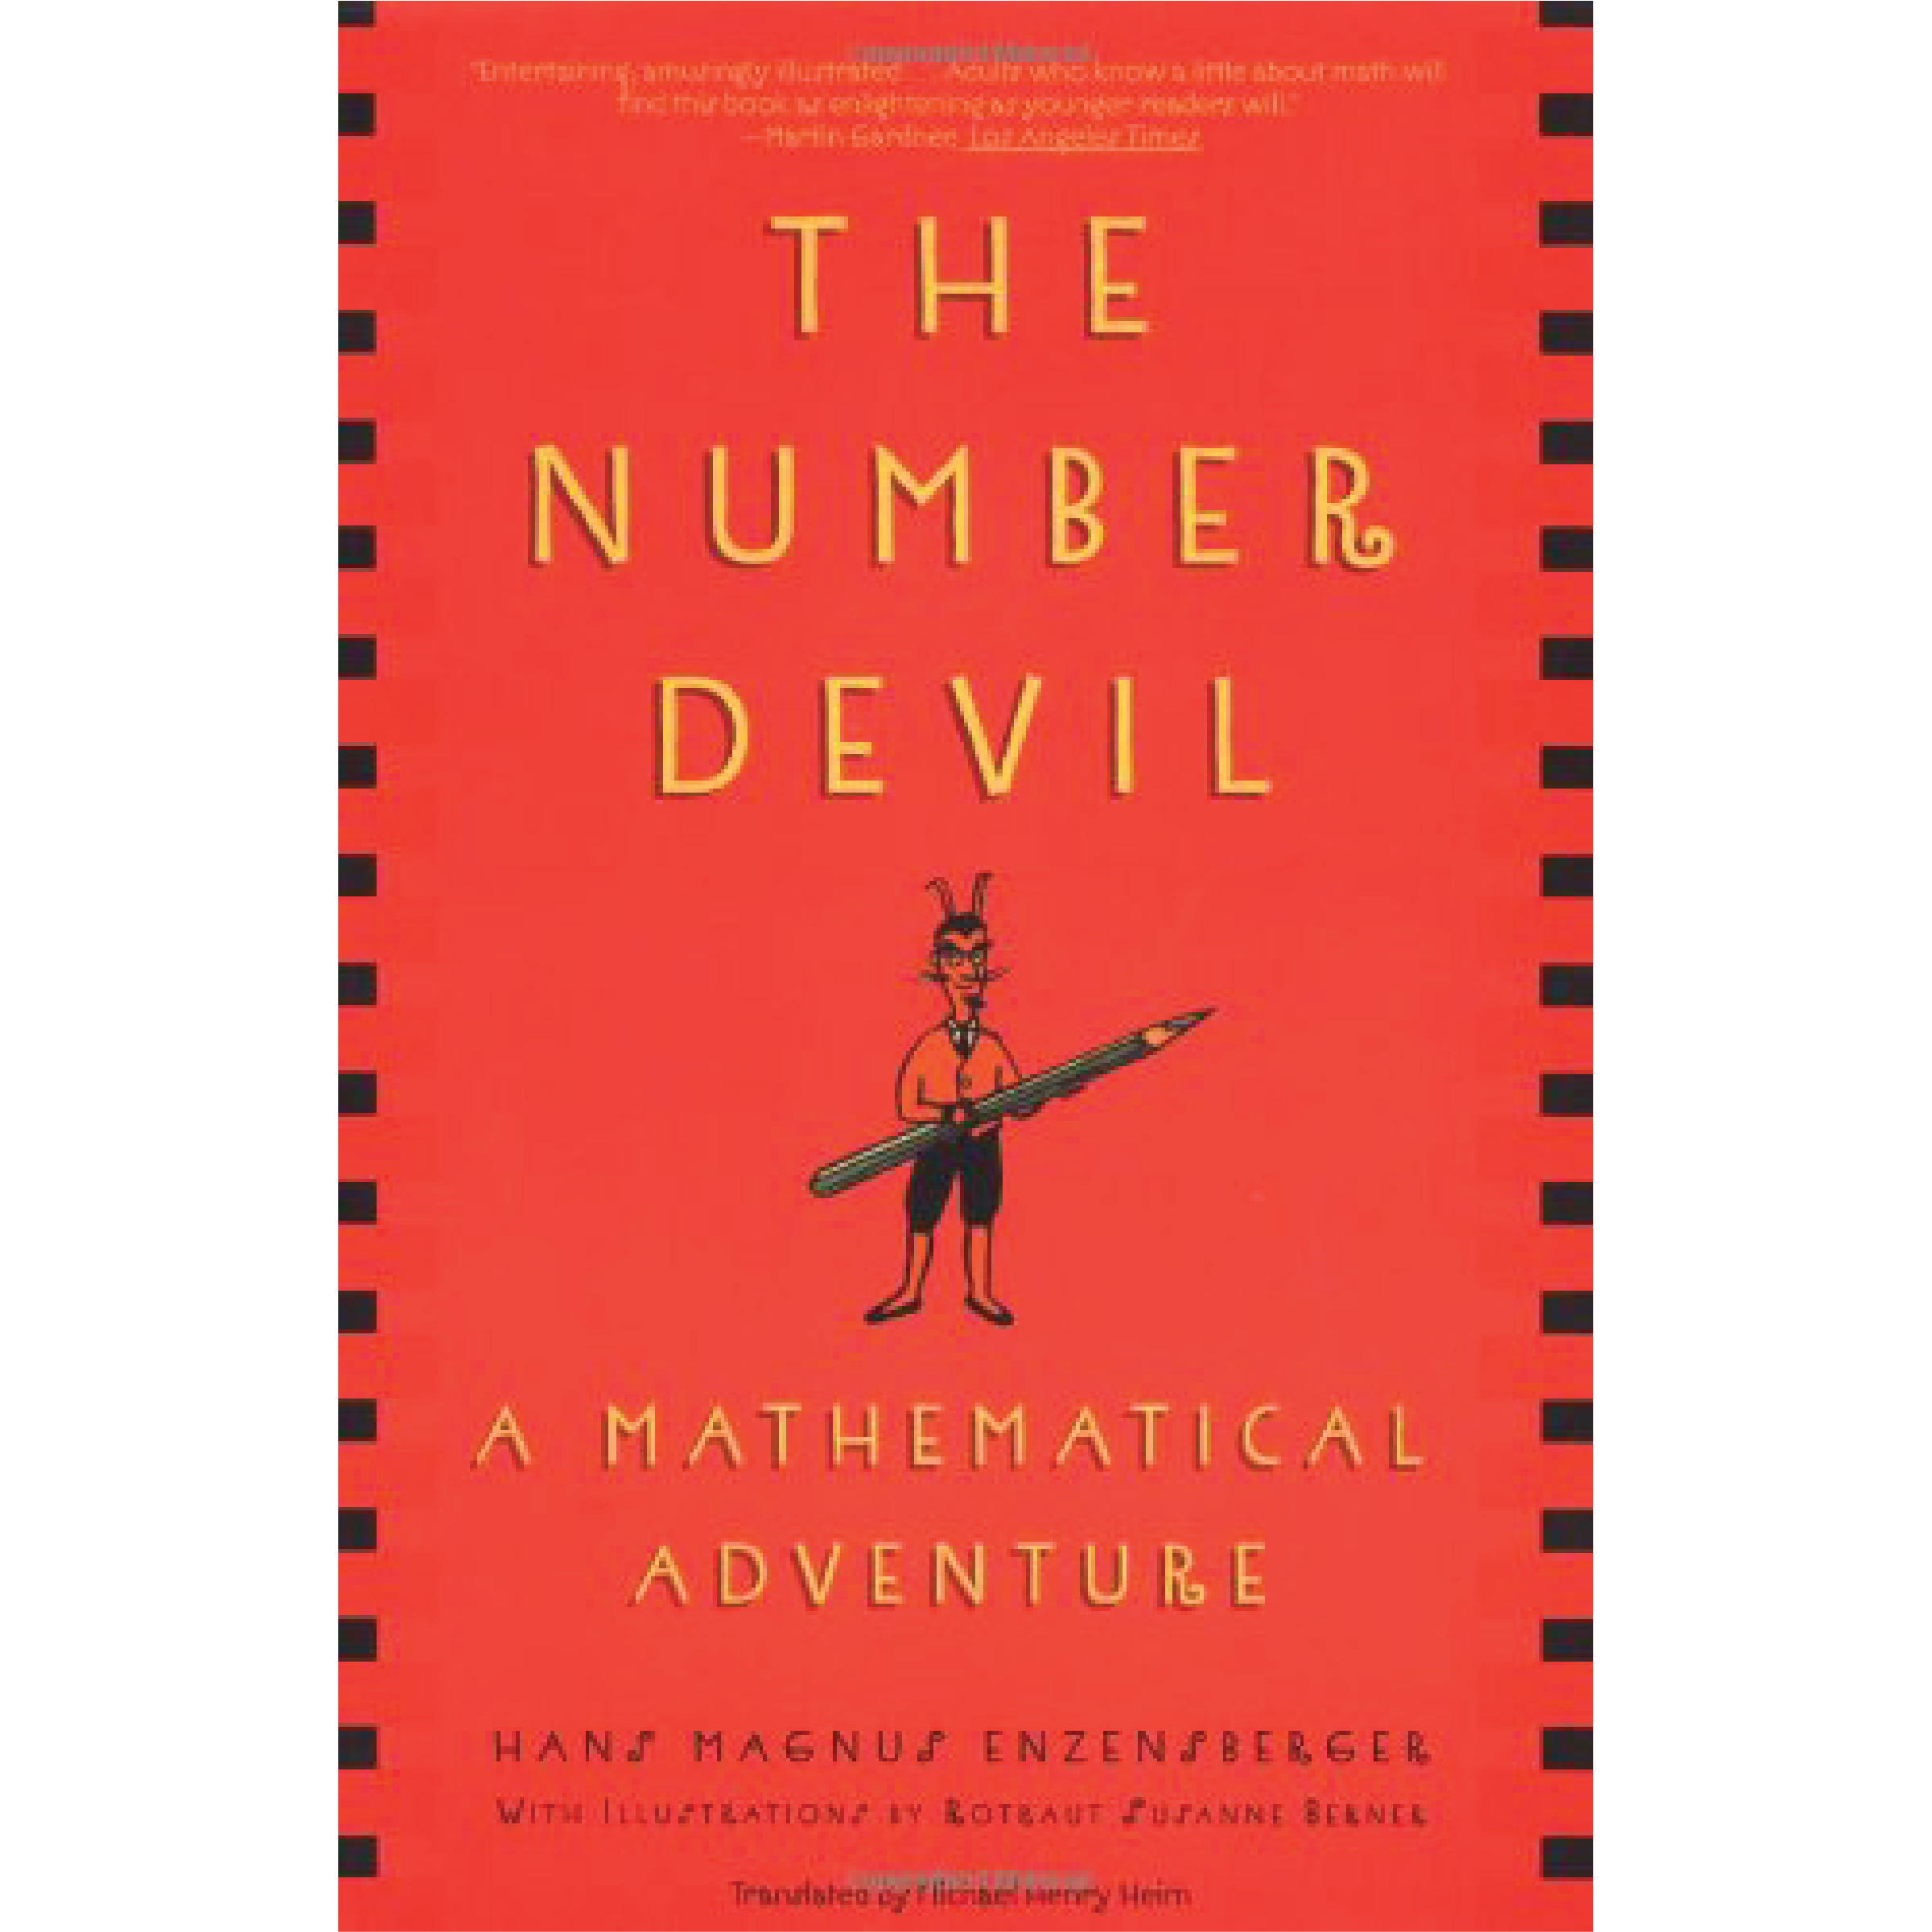 "Entertaining, amusingly illustrated . . . Adults who know a little about math will
find this book as enlightening as younger readers will."
—Martin Gardner, Los Angeles Times
THE
NUMBER
DEVIL
A MATHEMATICAL
ADVENTURE
HANS MAGNUS ENZENSBERGER
WITH ILLUSTRATIONS BY ROTRAUT SUSANNE BERNER
Translated by Michael Henry Heim